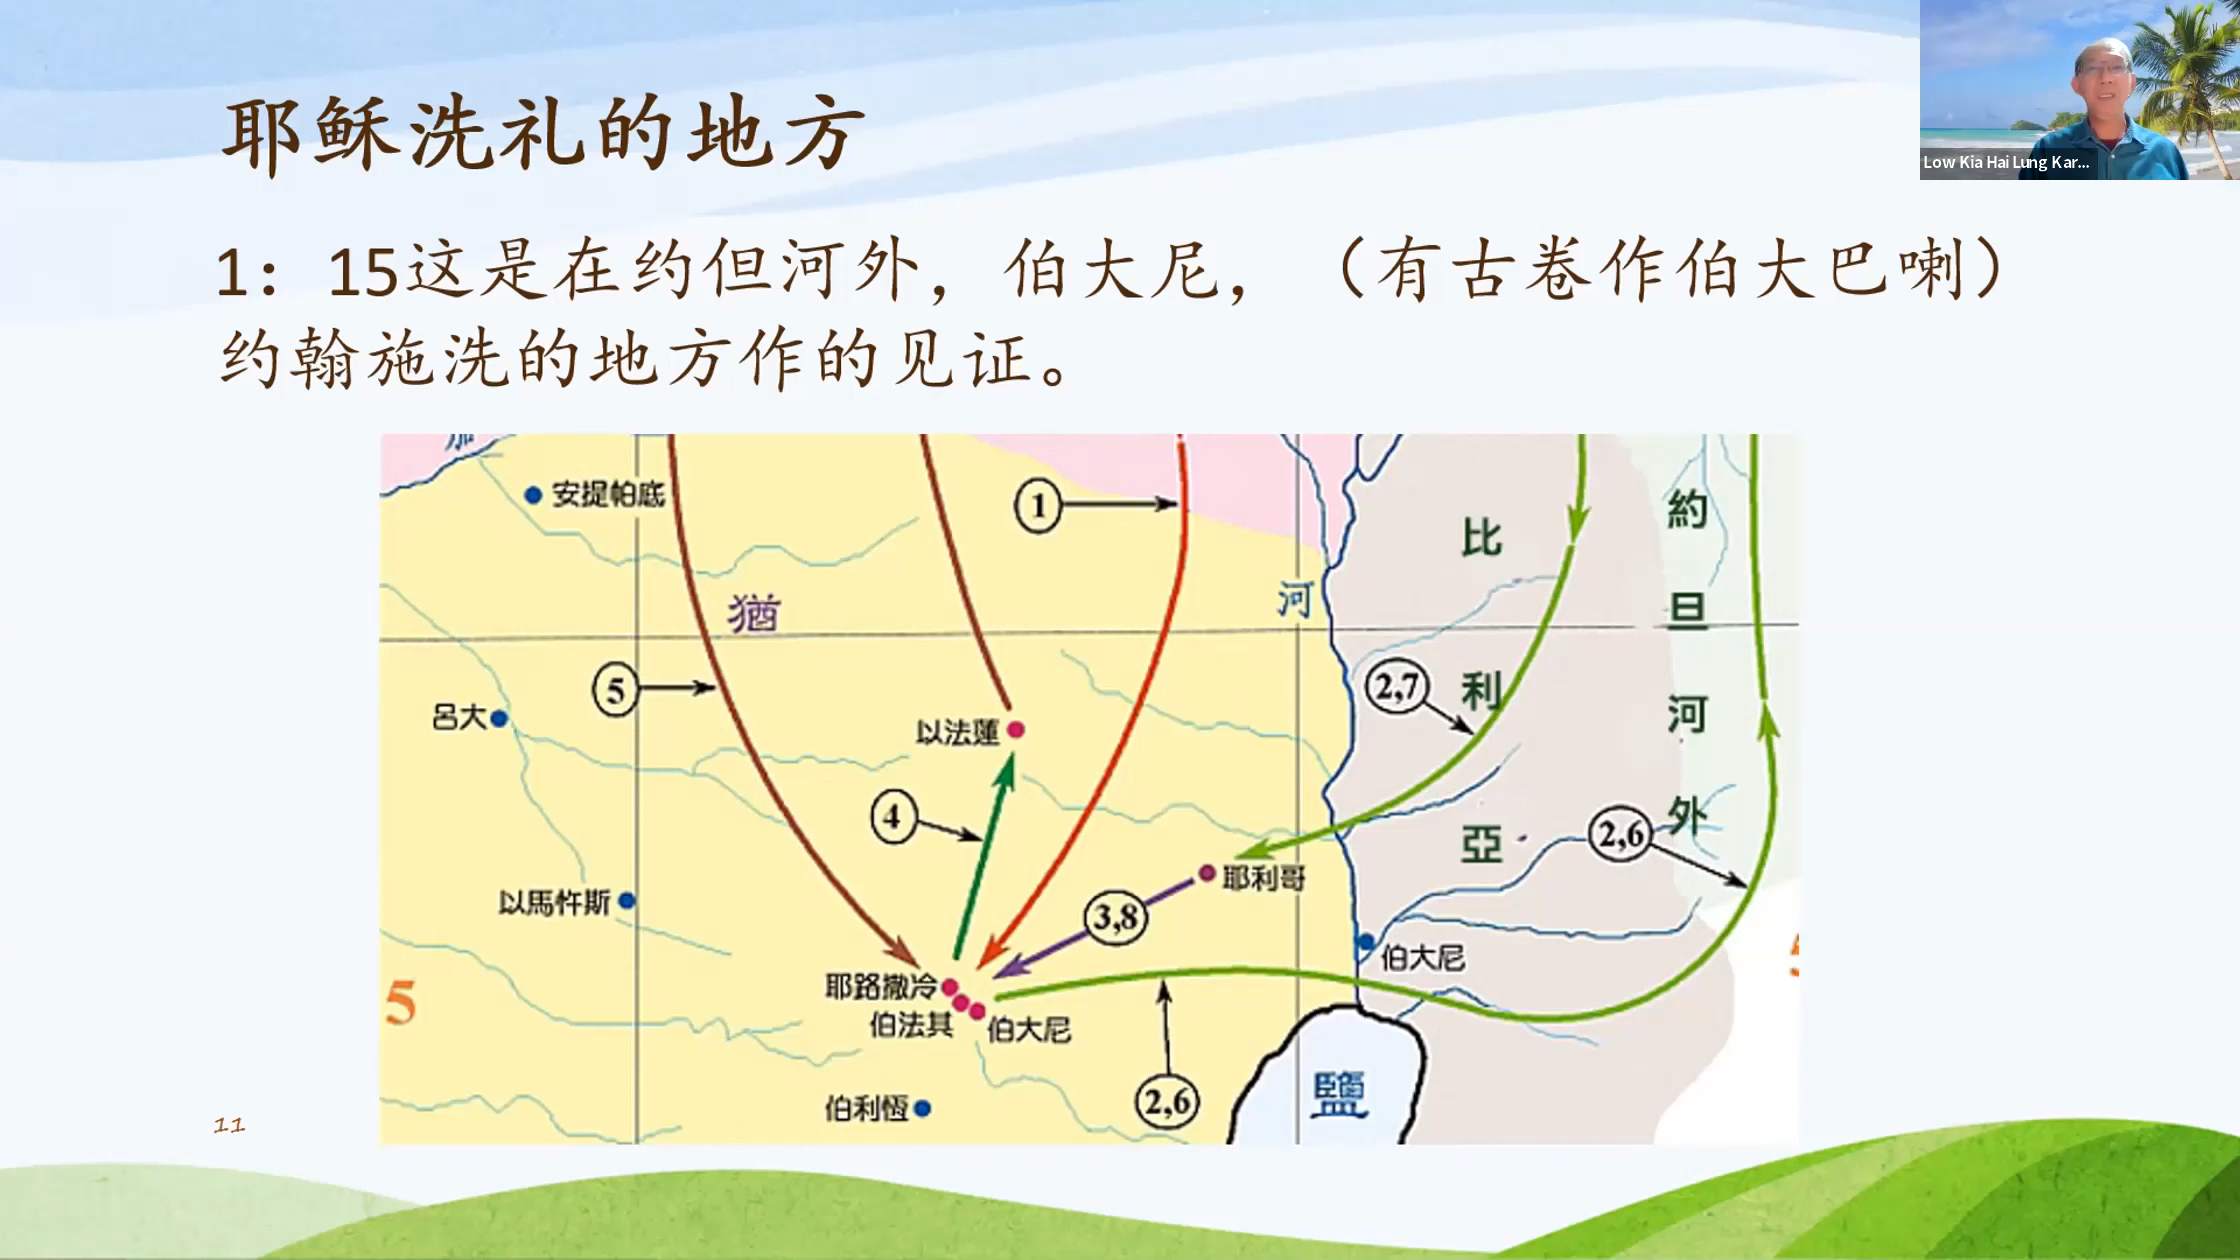 耶稣洗礼的地方
Low Kia Hai Lung Kar...
1：15这是在约但河外，伯大尼，（有古卷作伯大巴喇）
约翰施洗的地方作的见证。
加
安提帕底
1
比
約
猶
河
旦
5
2,7
利
呂大
以法蓮
河
4
亞
2,6
外
耶利哥
以馬忤斯
3,8
伯大尼
5
耶路撒冷
伯法其
伯大尼
2,6
鹽
伯利恆
11